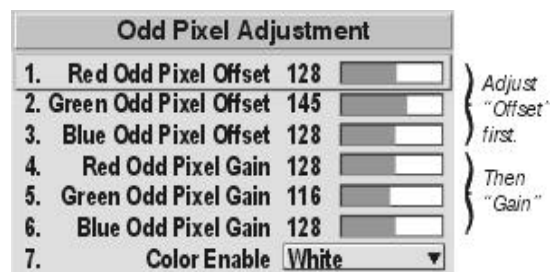 Odd Pixel Adjustment
1. Red Odd Pixel Offset 128
2. Green Odd Pixel Offset 145
3. Blue Odd Pixel Offset 128
4. Red Odd Pixel Gain 128
5. Green Odd Pixel Gain 116
6. Blue Odd Pixel Gain 128
7. Color Enable White
Adjust
"Offset"
first.
Then
"Gain"